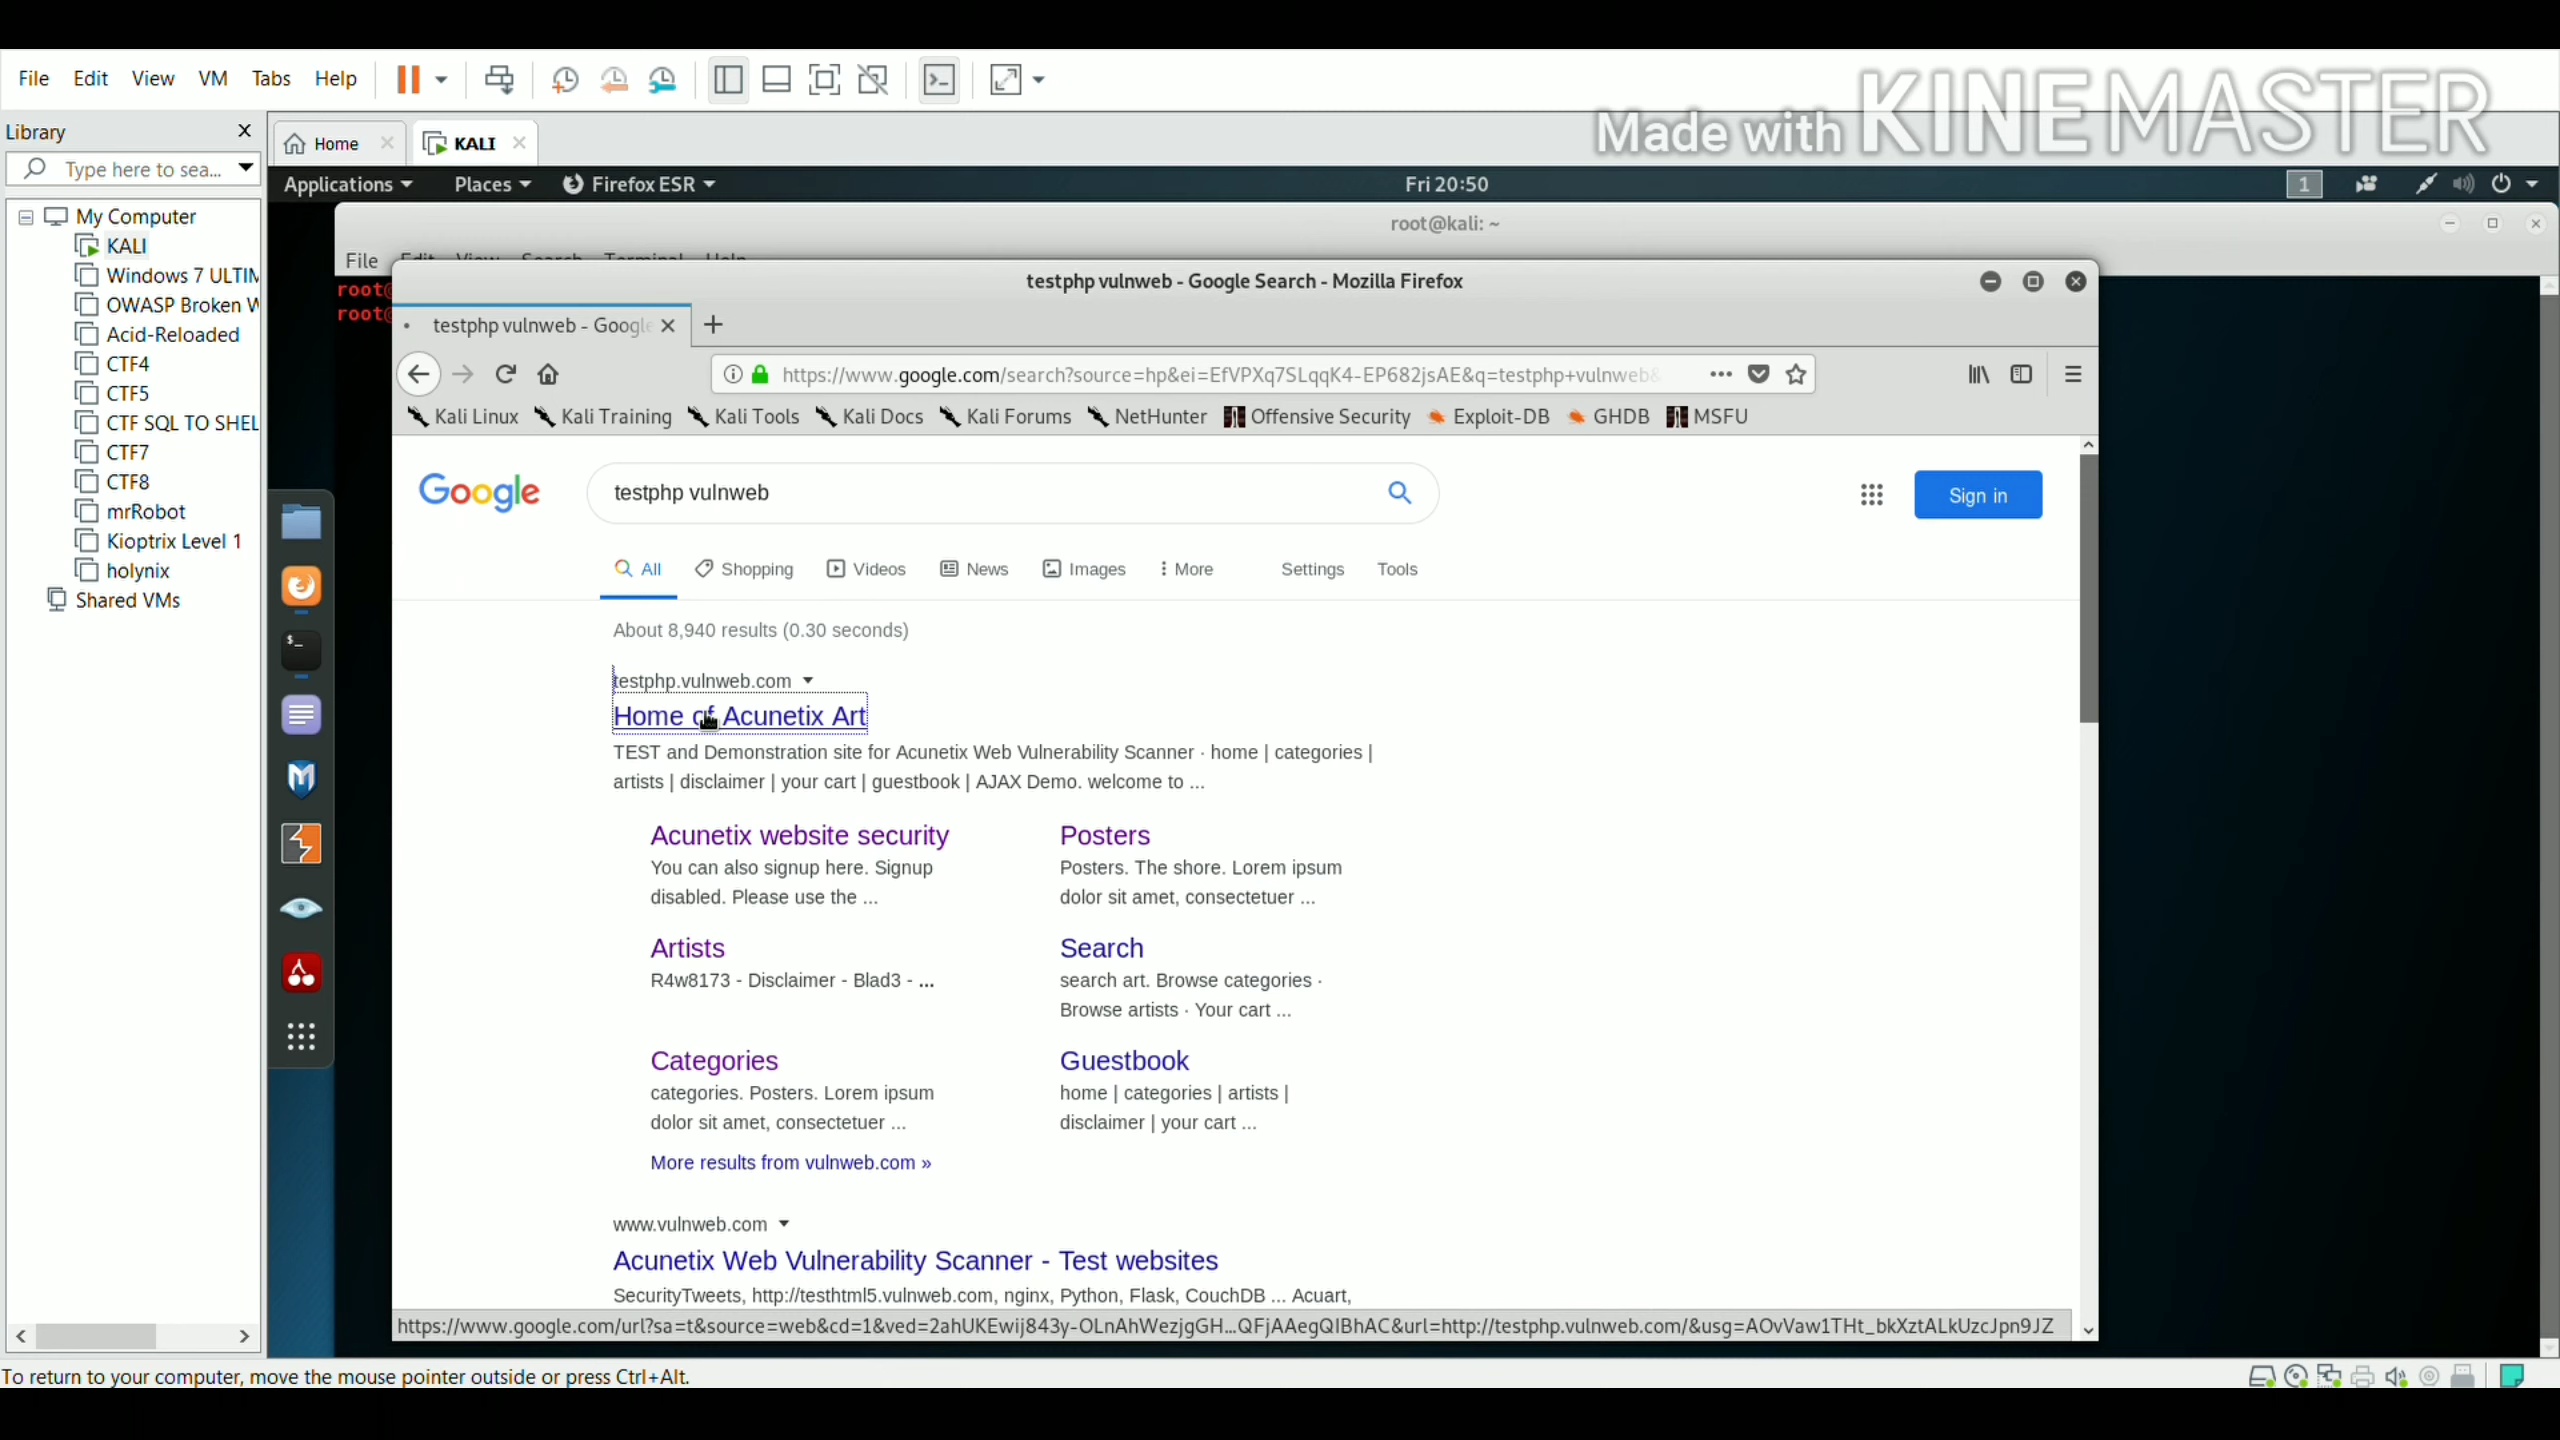 File Edit View VM Tabs Help
Made with KINEMASTER
Library
Type here to sea...
Home
KALI
Applications Places Firefox ESR Fri 20:50 1
My Computer
KALI
Windows 7 ULTIM
OWASP Broken W
Acid-Reloaded
CTF4
CTF5
CTF SQL TO SHEL
CTF7
CTF8
mrRobot
Kioptrix Level 1
holynix
Shared VMs
root@kali: ~
File Edit View Search Terminal Help
root@
root@
testphp vulnweb - Google Search - Mozilla Firefox
testphp vulnweb - Google
https://www.google.com/search?source=hp&ei=EfVPXq7SLqqK4-EP682jsAE&q=testphp+vulnweb&
Kali Linux Kali Training Kali Tools Kali Docs Kali Forums NetHunter Offensive Security Exploit-DB GHDB MSFU
Google
testphp vulnweb
Sign in
All Shopping Videos News Images More Settings Tools
About 8,940 results (0.30 seconds)
testphp.vulnweb.com
Home of Acunetix Art
TEST and Demonstration site for Acunetix Web Vulnerability Scanner · home | categories |
artists | disclaimer | your cart | guestbook | AJAX Demo. welcome to ...
Acunetix website security
You can also signup here. Signup
disabled. Please use the ...
Posters
Posters. The shore. Lorem ipsum
dolor sit amet, consectetuer ...
Artists
R4w8173 - Disclaimer - Blad3 - ...
Search
search art. Browse categories ·
Browse artists · Your cart ...
Categories
categories. Posters. Lorem ipsum
dolor sit amet, consectetuer ...
Guestbook
home | categories | artists |
disclaimer | your cart ...
More results from vulnweb.com »
www.vulnweb.com
Acunetix Web Vulnerability Scanner - Test websites
SecurityTweets, http://testhtml5.vulnweb.com, nginx, Python, Flask, CouchDB ... Acuart,
https://www.google.com/url?sa=t&source=web&cd=1&ved=2ahUKEwij843y-OLnAhWezjgGH...QFjAAegQIBhAC&url=http://testphp.vulnweb.com/&usg=AOvVaw1THt_bkXztALkUzcJpn9JZ
To return to your computer, move the mouse pointer outside or press Ctrl+Alt.